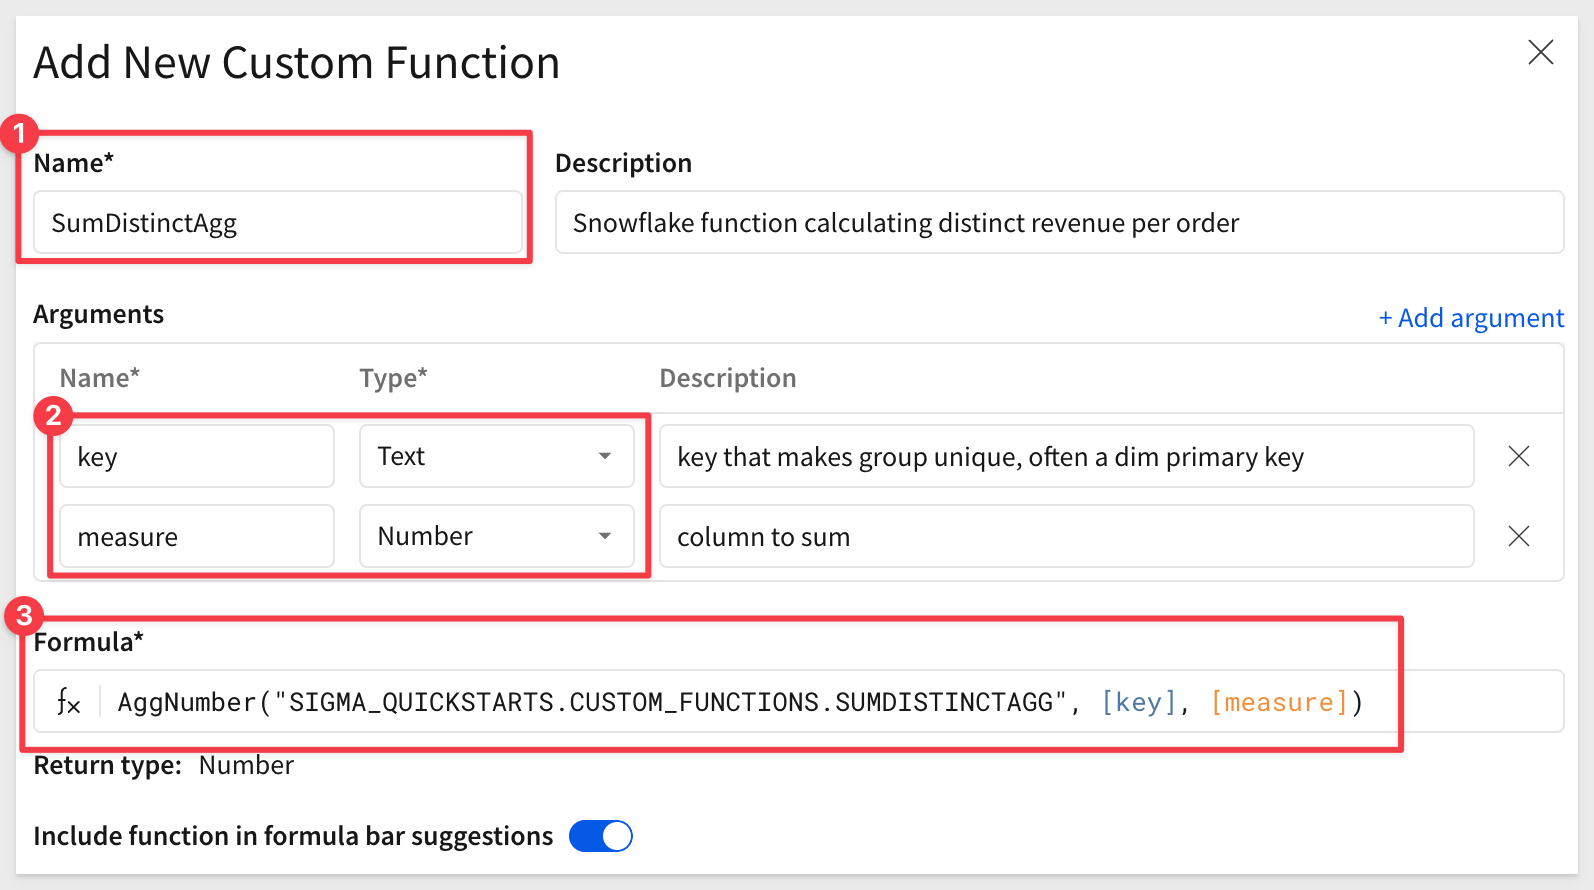 Add New Custom Function
1
Name*
Description
SumDistinctAgg
Snowflake function calculating distinct revenue per order
Arguments
+ Add argument
Name*
Type*
Description
2
key
Text
key that makes group unique, often a dim primary key
measure
Number
column to sum
3
Formula*
fx
AggNumber("SIGMA_QUICKSTARTS.CUSTOM_FUNCTIONS.SUMDISTINCTAGG", [key], [measure])
Return type: Number
Include function in formula bar suggestions